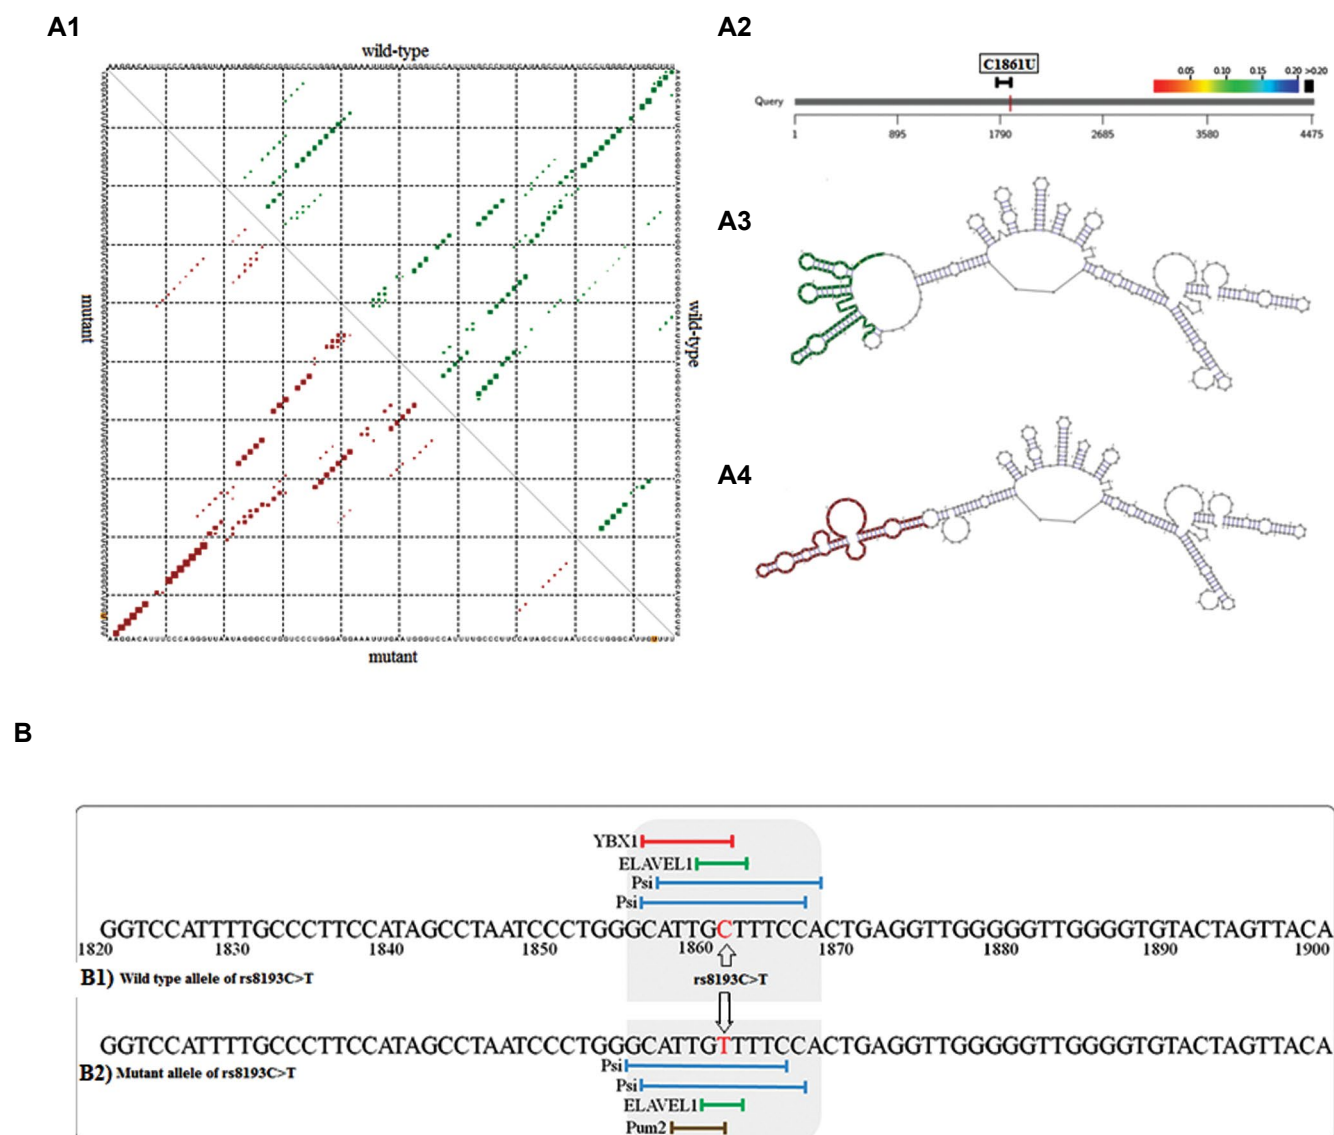 A1
wild-type
mutant
wild-type
mutant
A2
C1861U
0.05 0.10 0.15 0.20 >0.20
Query
1 895 1790 2685 3580 4475
A3
A4
B
YBX1
ELAVEL1
Psi
Psi
GGTCCATTTTGCCCTTCCATAGCCTAATCCCTGGGCATTGCTTTCCACTGAGGTTGGGGGTTGGGGTGTACTAGTTACA
1820 1830 1840 1850 1860 1870 1880 1890 1900
B1) Wild type allele of rs8193C>T
rs8193C>T
GGTCCATTTTGCCCTTCCATAGCCTAATCCCTGGGCATTGTTTTCCACTGAGGTTGGGGGTTGGGGTGTACTAGTTACA
B2) Mutant allele of rs8193C>T
Psi
Psi
ELAVEL1
Pum2